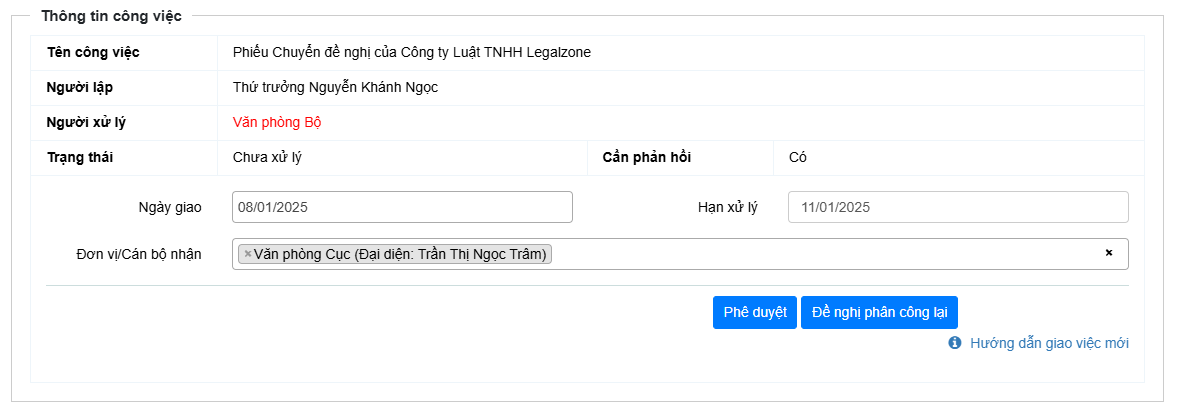 Thông tin công việc
Tên công việc Phiếu Chuyển đề nghị của Công ty Luật TNHH Legalzone
Người lập Thứ trưởng Nguyễn Khánh Ngọc
Người xử lý Văn phòng Bộ
Trạng thái Chưa xử lý Cần phản hồi Có
Ngày giao 08/01/2025 Hạn xử lý 11/01/2025
Đơn vị/Cán bộ nhận ×Văn phòng Cục (Đại diện: Trần Thị Ngọc Trâm) ×
Phê duyệt Đề nghị phân công lại
Hướng dẫn giao việc mới